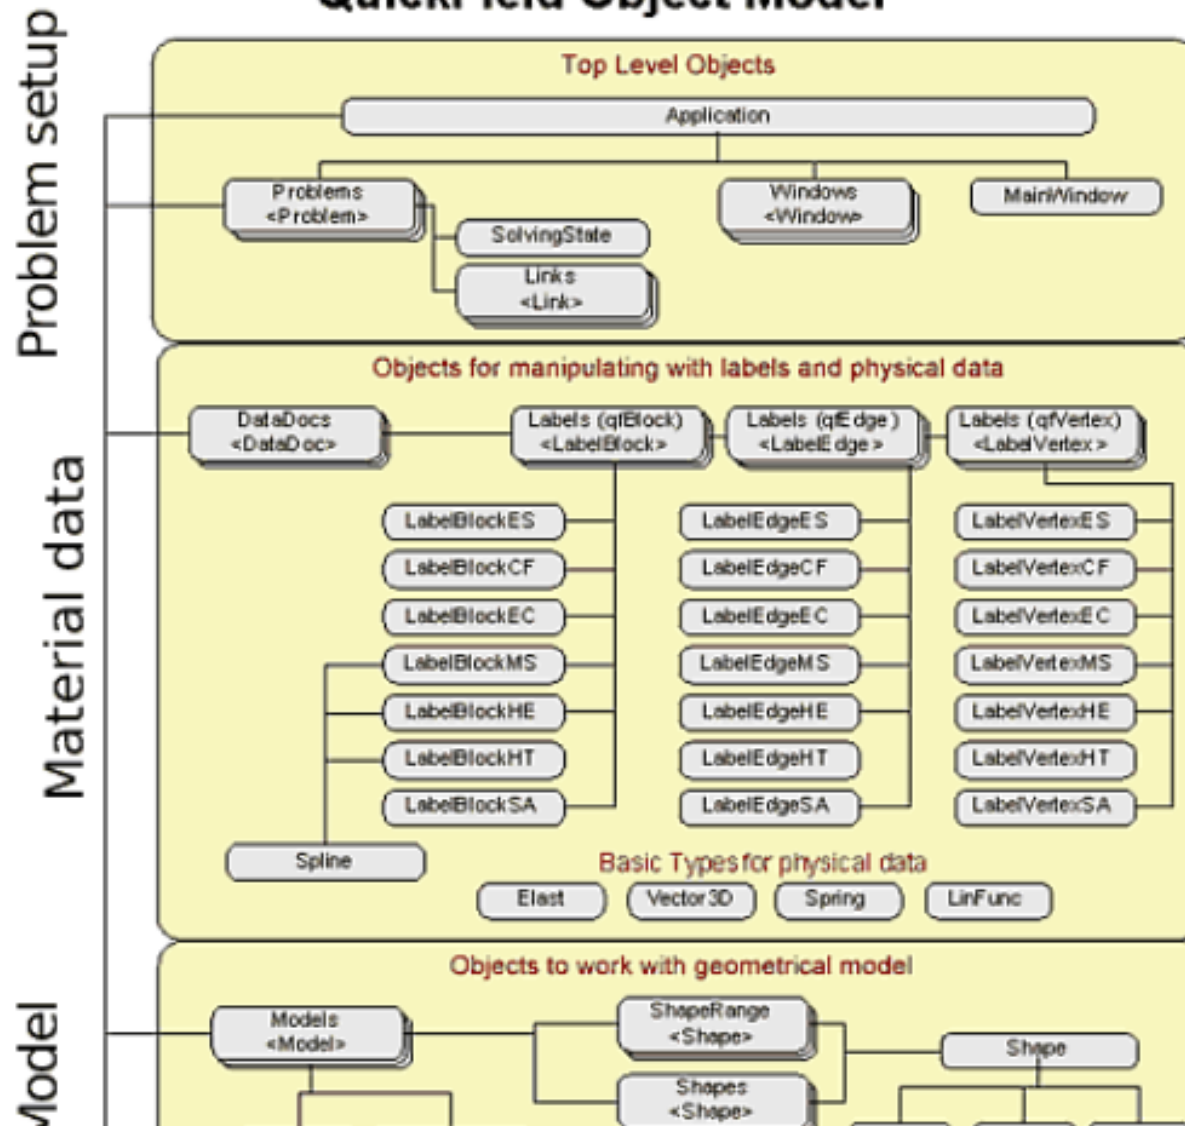 QuickField Object Model
Problem setup
Top Level Objects
Application
Problems
<Problem>
Windows
<Window>
MainWindow
SolvingState
Links
<Link>
Material data
Objects for manipulating with labels and physical data
DataDocs
<DataDoc>
Labels (qfBlock)
<LabelBlock>
Labels (qfEdge)
<LabelEdge>
Labels (qfVertex)
<LabelVertex>
LabelBlockES
LabelEdgeES
LabelVertexES
LabelBlockCF
LabelEdgeCF
LabelVertexCF
LabelBlockEC
LabelEdgeEC
LabelVertexEC
LabelBlockMS
LabelEdgeMS
LabelVertexMS
LabelBlockHE
LabelEdgeHE
LabelVertexHE
LabelBlockHT
LabelEdgeHT
LabelVertexHT
LabelBlockSA
LabelEdgeSA
LabelVertexSA
Spline
Basic Types for physical data
Elast
Vector3D
Spring
LinFunc
Model
Objects to work with geometrical model
Models
<Model>
ShapeRange
<Shape>
Shape
Shapes
<Shape>